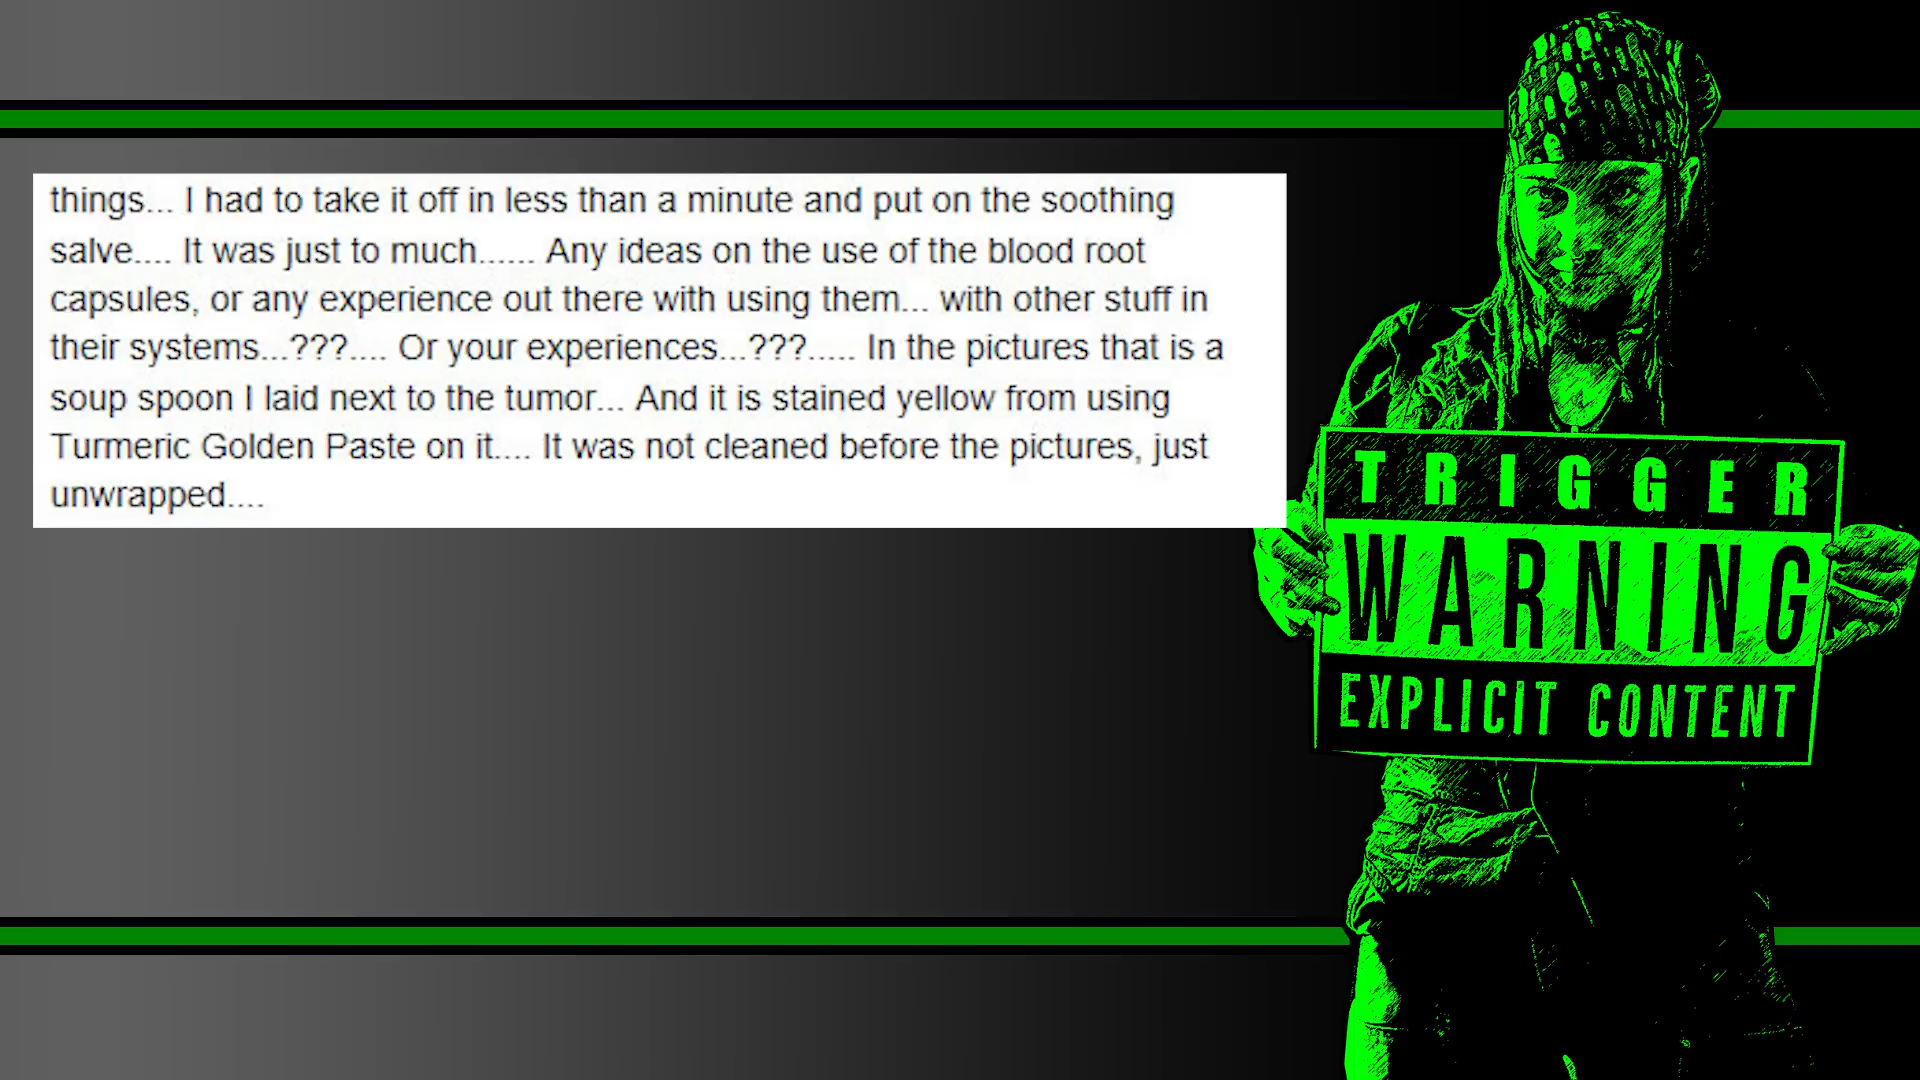 things... I had to take it off in less than a minute and put on the soothing
salve.... It was just to much...... Any ideas on the use of the blood root
capsules, or any experience out there with using them... with other stuff in
their systems...???.... Or your experiences...???..... In the pictures that is a
soup spoon I laid next to the tumor... And it is stained yellow from using
Turmeric Golden Paste on it.... It was not cleaned before the pictures, just
unwrapped....
TRIGGER
WARNING
EXPLICIT CONTENT